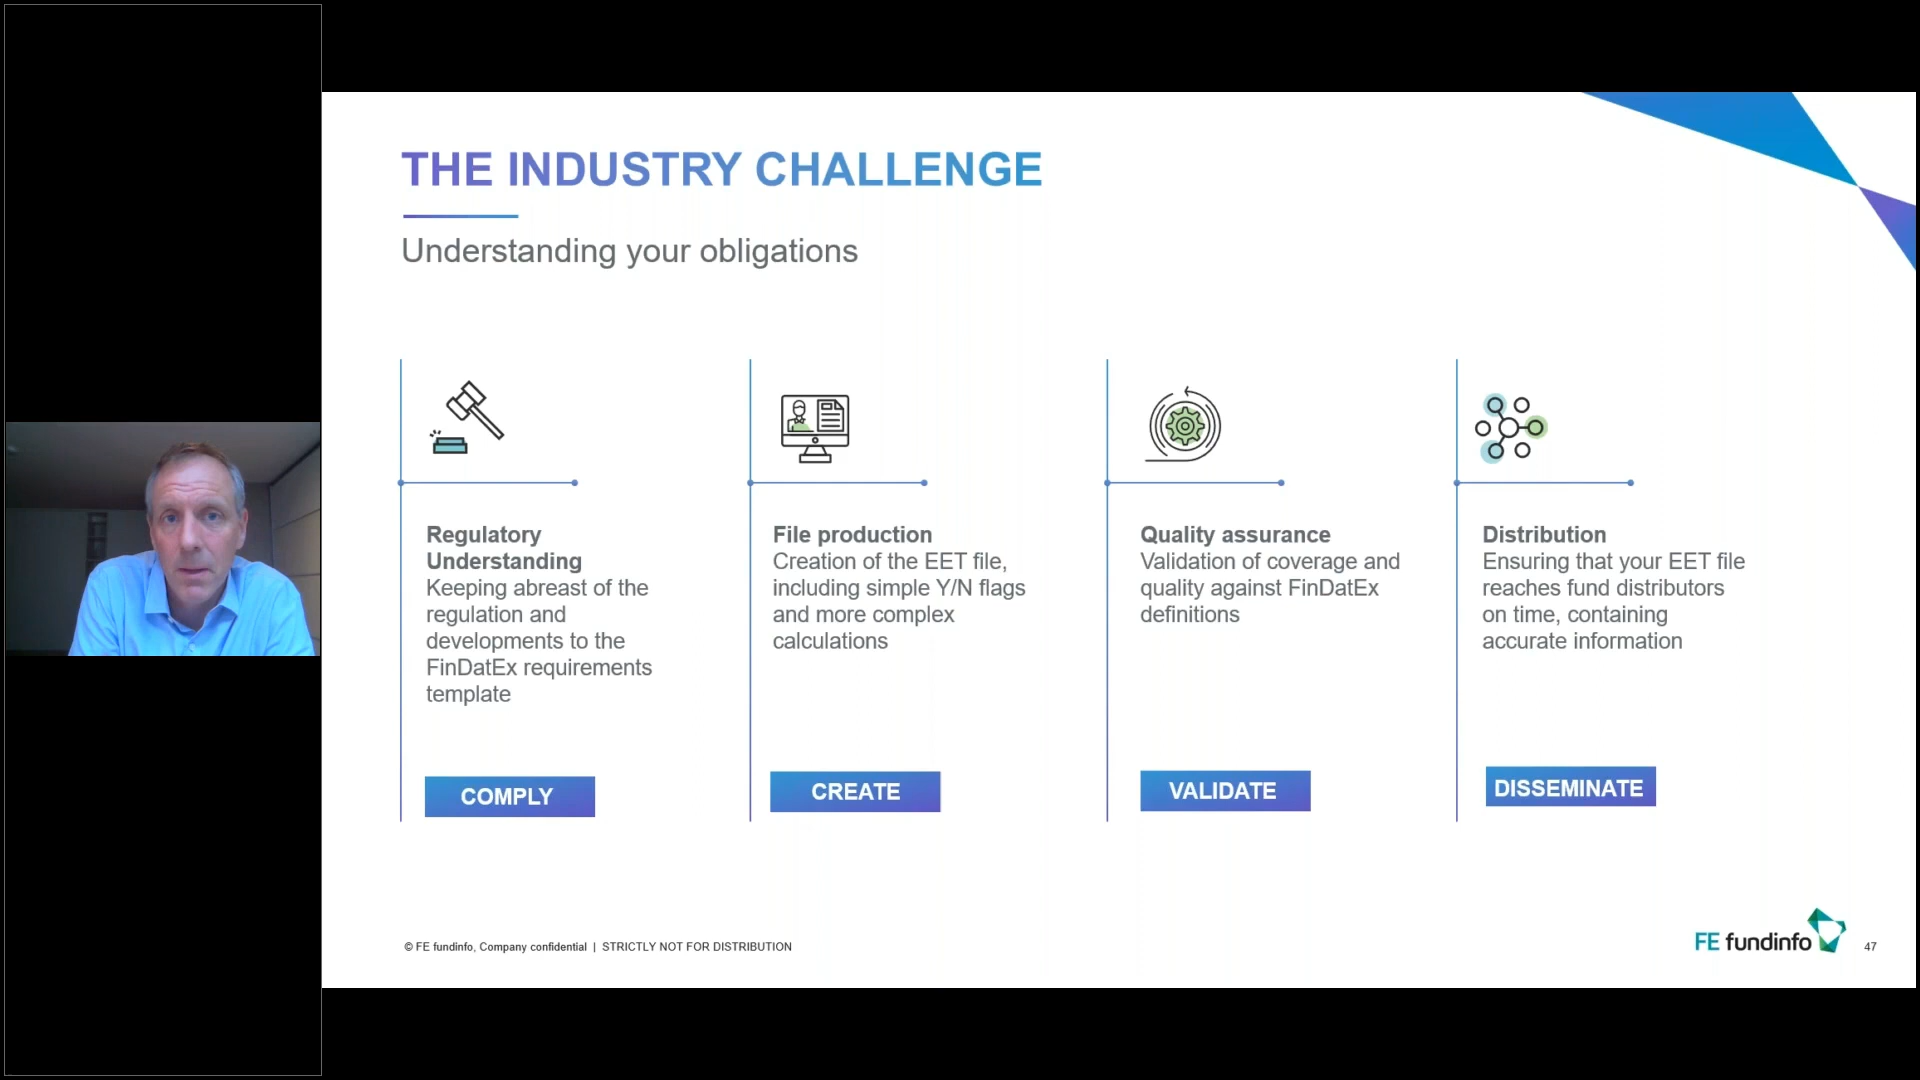 THE INDUSTRY CHALLENGE
Understanding your obligations
Regulatory
Understanding
Keeping abreast of the
regulation and
developments to the
FinDatEx requirements
template
COMPLY
File production
Creation of the EET file,
including simple Y/N flags
and more complex
calculations
CREATE
Quality assurance
Validation of coverage and
quality against FinDatEx
definitions
VALIDATE
Distribution
Ensuring that your EET file
reaches fund distributors
on time, containing
accurate information
DISSEMINATE
© FE fundinfo, Company confidential | STRICTLY NOT FOR DISTRIBUTION
FE fundinfo
47